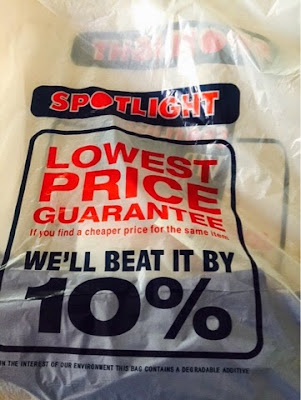 SPOTLIGHT
LOWEST
PRICE
GUARANTEE
If you find a cheaper price for the same item
WE'LL BEAT IT BY
10%
IN THE INTEREST OF OUR ENVIRONMENT THIS BAG CONTAINS A DEGRADABLE ADDITIVE